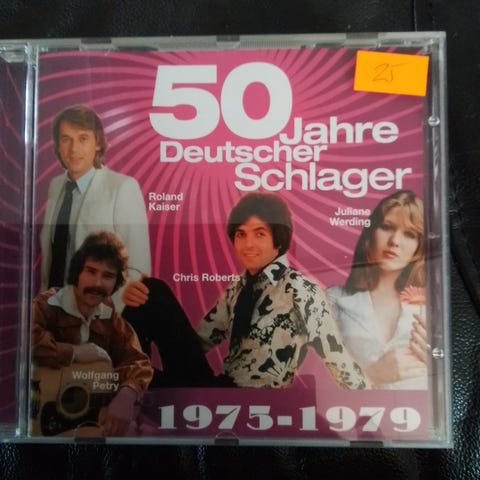 50
Jahre
Deutscher
Schlager
25
Roland
Kaiser
Juliane
Werding
Chris Roberts
Wolfgang
Petry
1975-1979